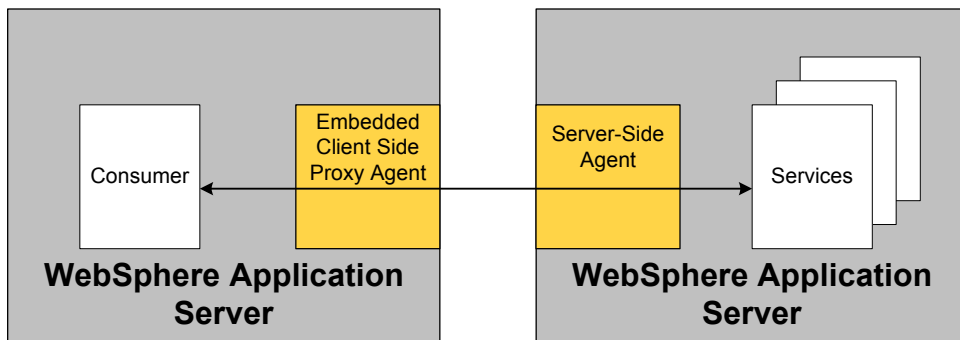 Consumer
Embedded
Client Side
Proxy Agent
WebSphere Application
Server
Server-Side
Agent
Services
WebSphere Application
Server